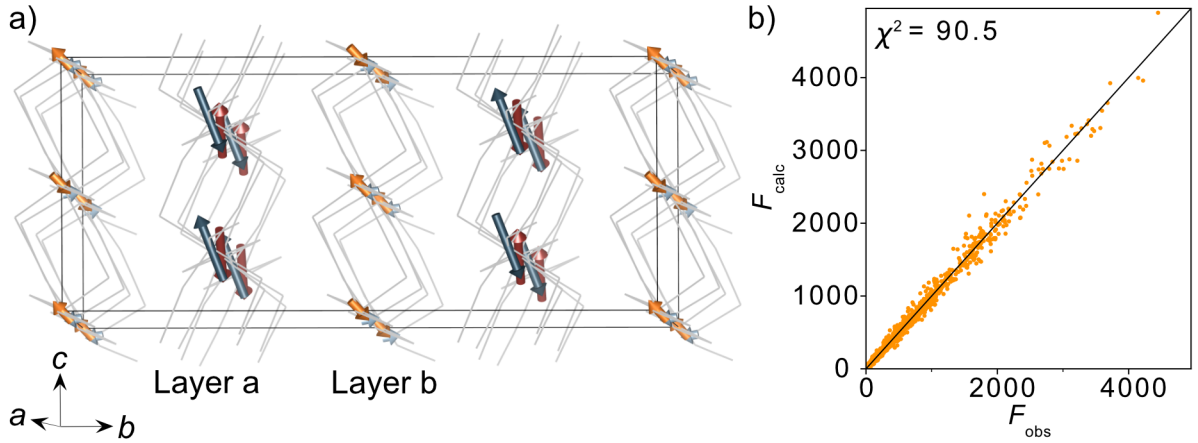 a)
Layer a
Layer b
c
a
b
b)
χ² = 90.5
4000
3000
2000
1000
0
F_calc
0
2000
4000
F_obs